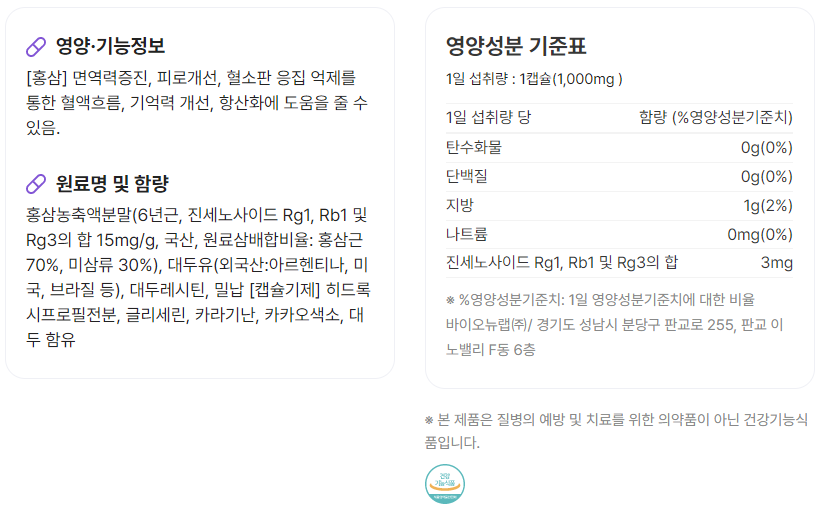 영양·기능정보
[홍삼] 면역력증진, 피로개선, 혈소판 응집 억제를
통한 혈액흐름, 기억력 개선, 항산화에 도움을 줄 수
있음.
원료명 및 함량
홍삼농축액분말(6년근, 진세노사이드 Rg1, Rb1 및
Rg3의 합 15mg/g, 국산, 원료삼배합비율: 홍삼근
70%, 미삼류 30%), 대두유(외국산:아르헨티나, 미
국, 브라질 등), 대두레시틴, 밀납 [캡슐기제] 히드록
시프로필전분, 글리세린, 카라기난, 카카오색소, 대
두 함유
영양성분 기준표
1일 섭취량 : 1캡슐(1,000mg )
1일 섭취량 당 함량 (%영양성분기준치)
탄수화물 0g(0%)
단백질 0g(0%)
지방 1g(2%)
나트륨 0mg(0%)
진세노사이드 Rg1, Rb1 및 Rg3의 합 3mg
※ %영양성분기준치: 1일 영양성분기준치에 대한 비율
바이오뉴랩㈜/ 경기도 성남시 분당구 판교로 255, 판교 이
노밸리 F동 6층
※ 본 제품은 질병의 예방 및 치료를 위한 의약품이 아닌 건강기능식
품입니다.
건강
기능식품